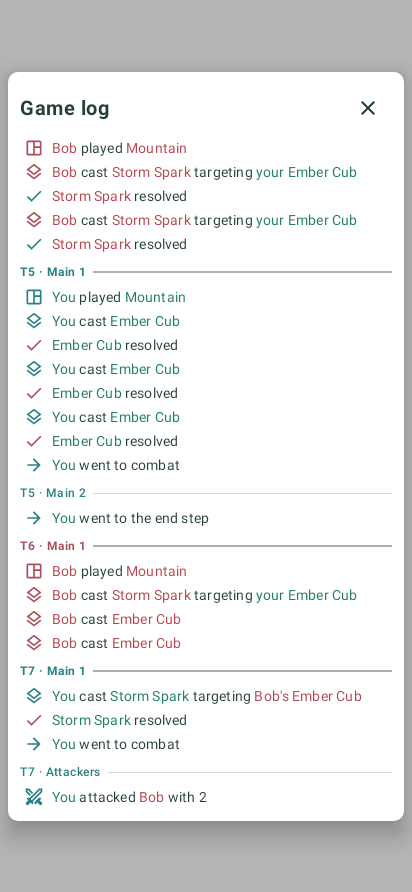 Game log
Bob played Mountain
Bob cast Storm Spark targeting your Ember Cub
Storm Spark resolved
Bob cast Storm Spark targeting your Ember Cub
Storm Spark resolved
T5 · Main 1
You played Mountain
You cast Ember Cub
Ember Cub resolved
You cast Ember Cub
Ember Cub resolved
You cast Ember Cub
Ember Cub resolved
You went to combat
T5 · Main 2
You went to the end step
T6 · Main 1
Bob played Mountain
Bob cast Storm Spark targeting your Ember Cub
Bob cast Ember Cub
Bob cast Ember Cub
T7 · Main 1
You cast Storm Spark targeting Bob's Ember Cub
Storm Spark resolved
You went to combat
T7 · Attackers
You attacked Bob with 2